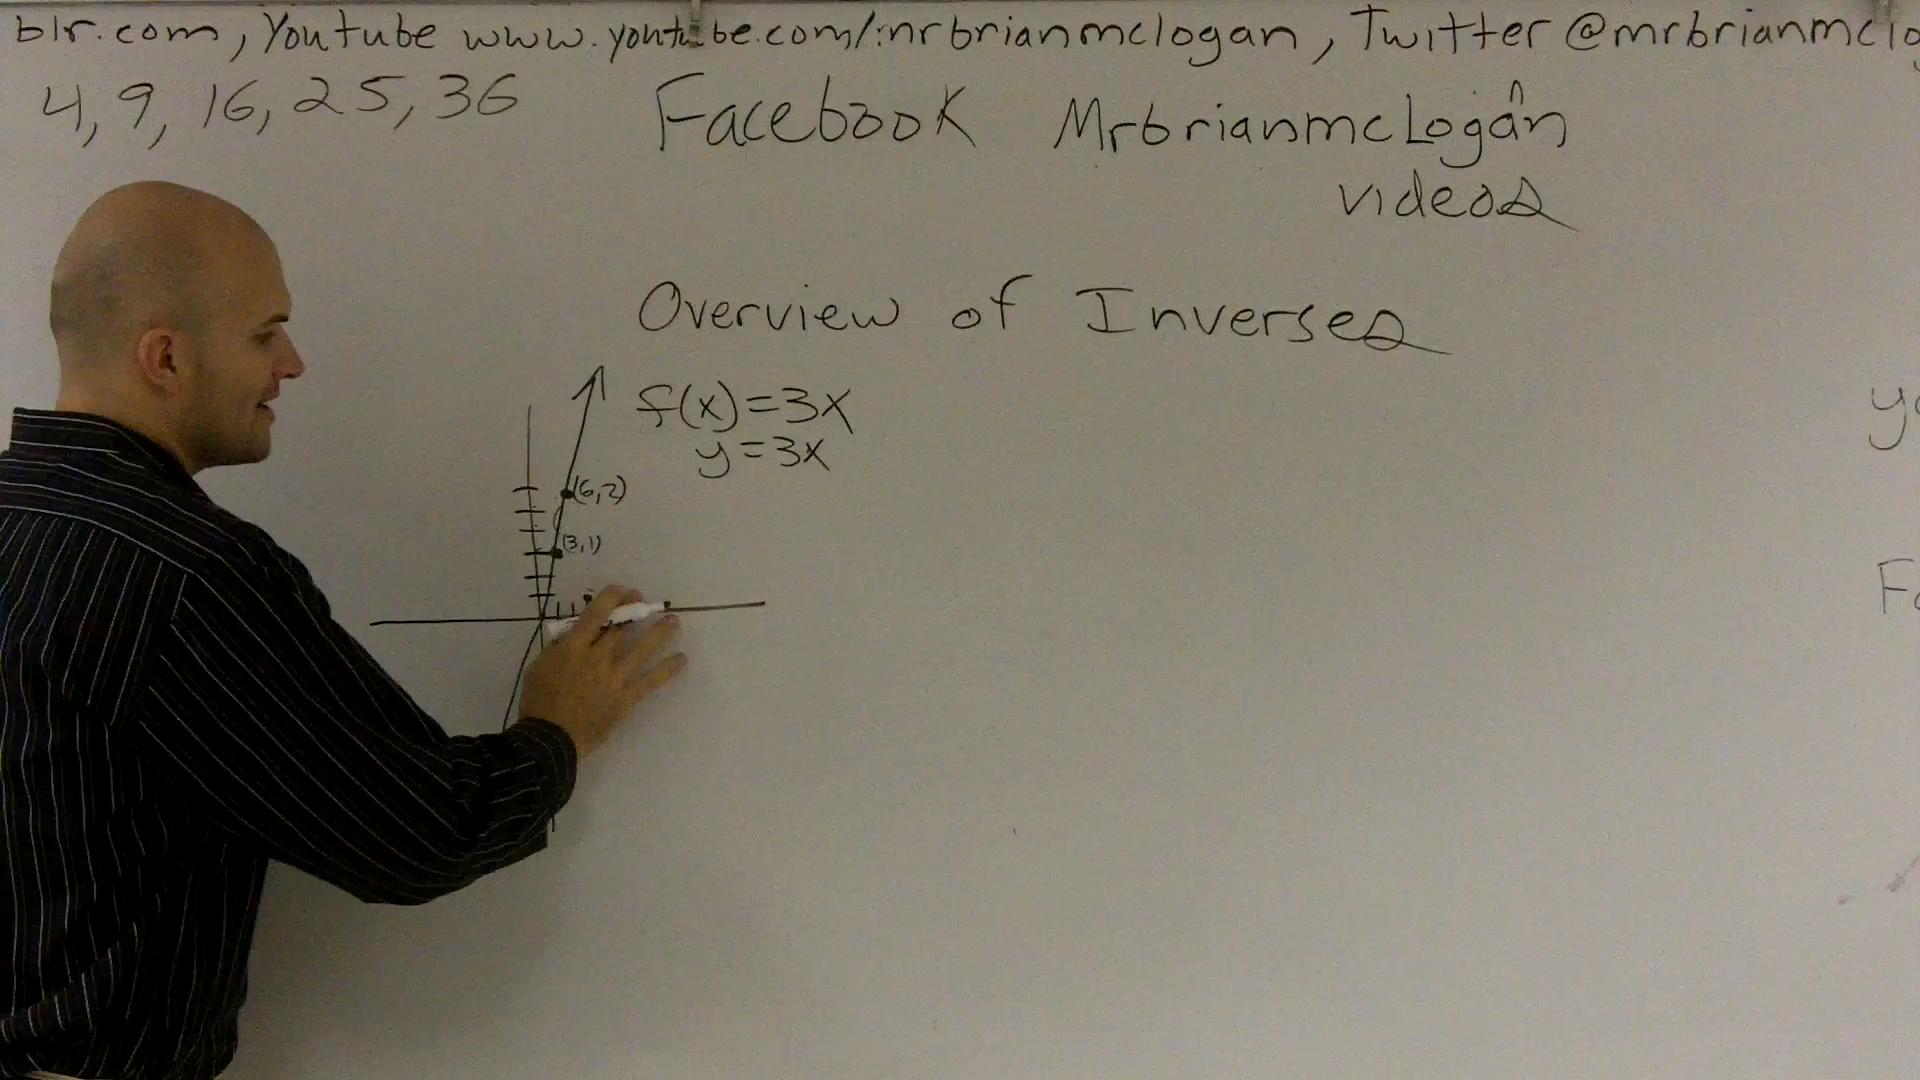 blr.com, Youtube www.youtube.com/mrbrianmclogan, Twitter @mrbrianmclo
4, 9, 16, 25, 36
Facebook MrbrianmcLogan
videos
Overview of Inverses
f(x)=3x
y=3x
(6,2)
(3,1)